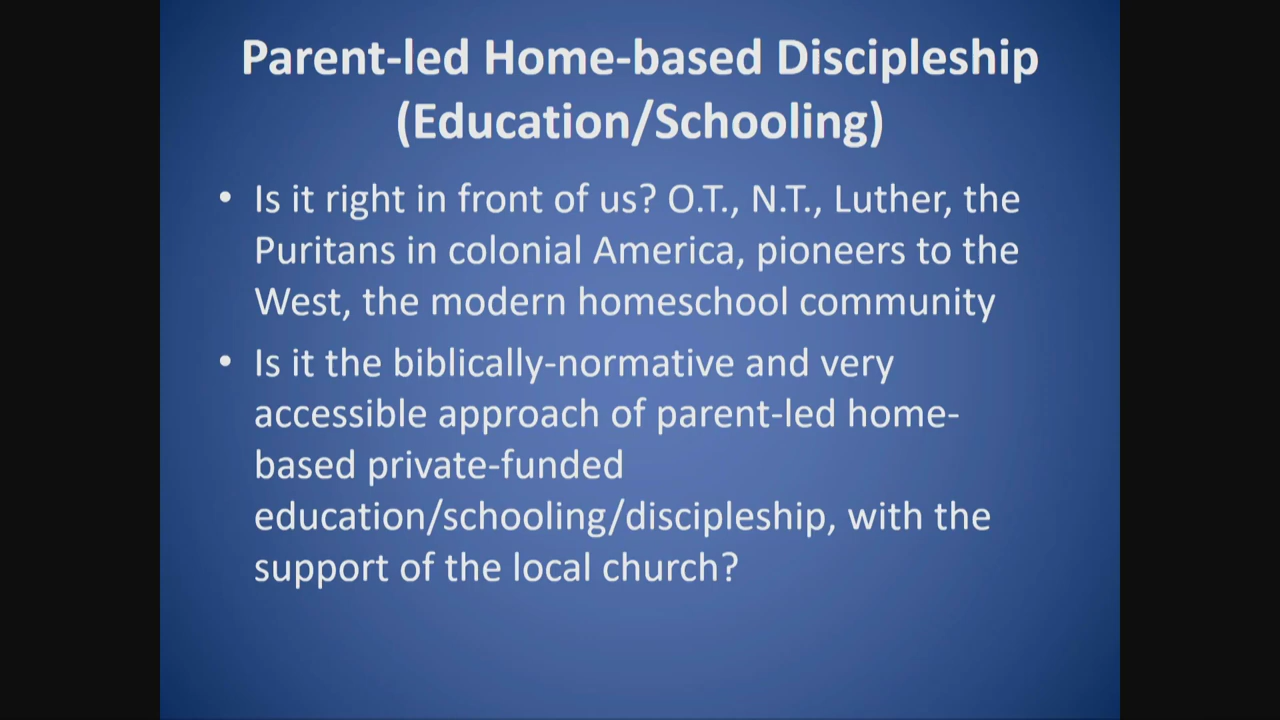 Parent-led Home-based Discipleship
(Education/Schooling)
• Is it right in front of us? O.T., N.T., Luther, the
Puritans in colonial America, pioneers to the
West, the modern homeschool community
• Is it the biblically-normative and very
accessible approach of parent-led home-
based private-funded
education/schooling/discipleship, with the
support of the local church?